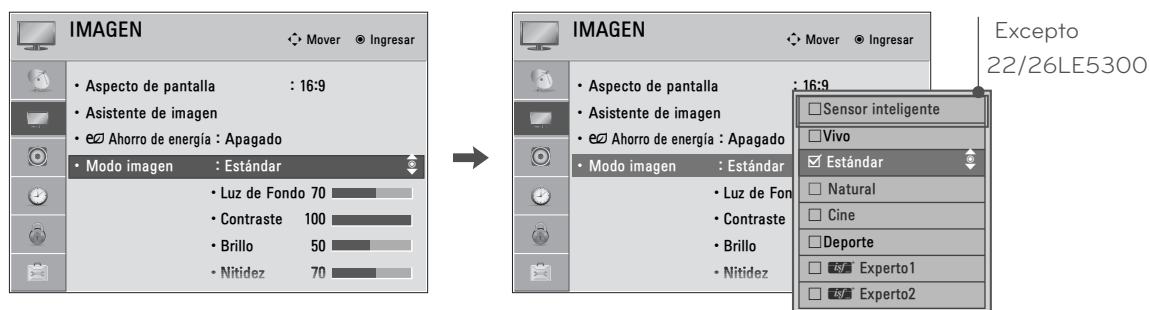 IMAGEN
Mover Ingresar
• Aspecto de pantalla : 16:9
• Asistente de imagen
• Ahorro de energía : Apagado
• Modo imagen : Estándar
• Luz de Fondo 70
• Contraste 100
• Brillo 50
• Nitidez 70
IMAGEN
Mover Ingresar
• Aspecto de pantalla : 16:9
• Asistente de imagen
• Ahorro de energía : Apagado
• Modo imagen : Estándar
• Luz de Fon
• Contraste
• Brillo
• Nitidez
Excepto
22/26LE5300
Sensor inteligente
Vivo
Estándar
Natural
Cine
Deporte
isf Experto1
isf Experto2